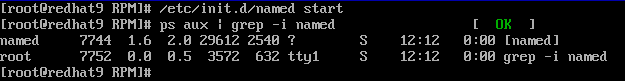 [root@redhat9 RPM]# /etc/init.d/named start
[root@redhat9 RPM]# ps aux | grep -i named                [  OK  ]
named     7744  1.6  2.0 29612 2540 ?        S    12:12   0:00 [named]
root      7752  0.0  0.5  3572  632 tty1     S    12:12   0:00 grep -i named
[root@redhat9 RPM]#